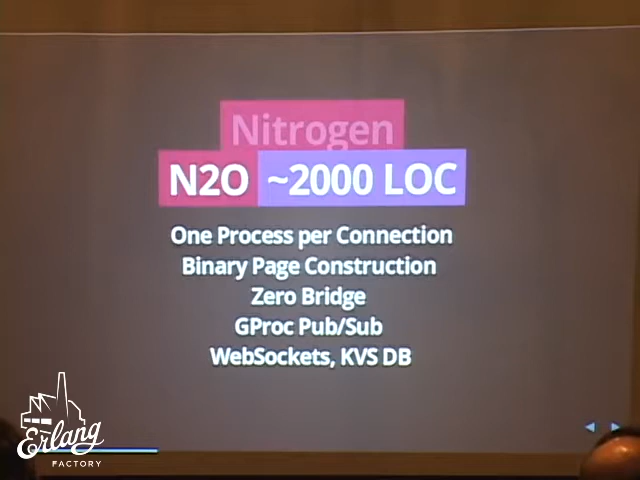 Nitrogen
N2O ~2000 LOC
One Process per Connection
Binary Page Construction
Zero Bridge
GProc Pub/Sub
WebSockets, KVS DB
Erlang
FACTORY